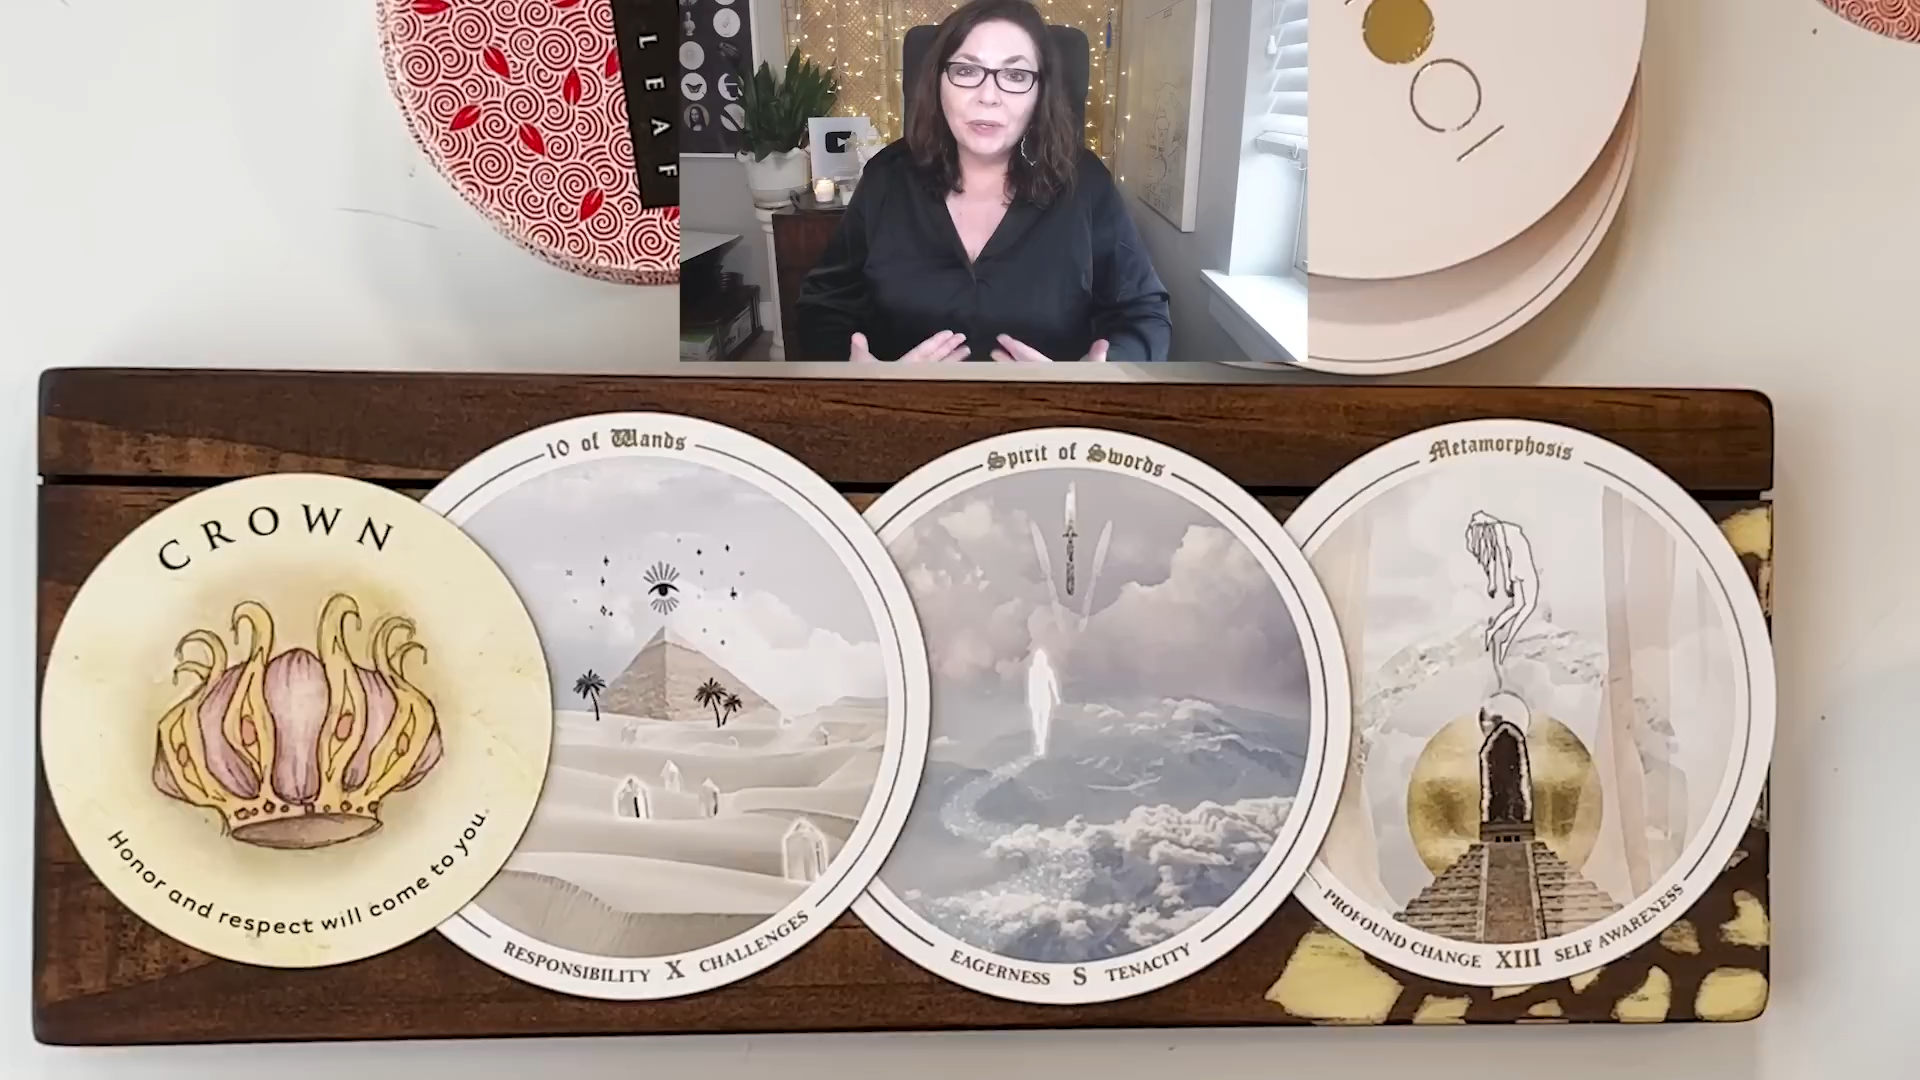 LEAF
CROWN
Honor and respect will come to you.
10 of Wands
RESPONSIBILITY X CHALLENGES
Spirit of Swords
EAGERNESS S TENACITY
Metamorphosis
PROFOUND CHANGE XIII SELF AWARENESS